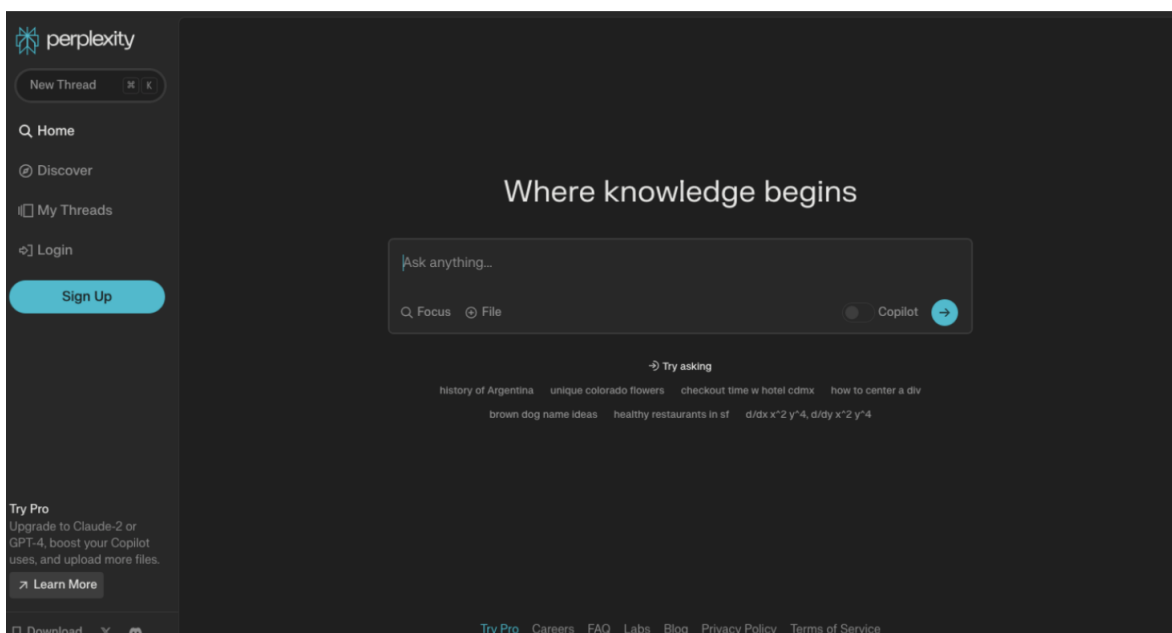 perplexity
New Thread ⌘ K
Home
Discover
My Threads
Login
Sign Up
Where knowledge begins
Ask anything...
Focus File Copilot
Try asking
history of Argentina unique colorado flowers checkout time w hotel cdmx how to center a div
brown dog name ideas healthy restaurants in sf d/dx x^2 y^4, d/dy x^2 y^4
Try Pro
Upgrade to Claude-2 or
GPT-4, boost your Copilot
uses, and upload more files.
Learn More
Download
Try Pro Careers FAQ Labs Blog Privacy Policy Terms of Service